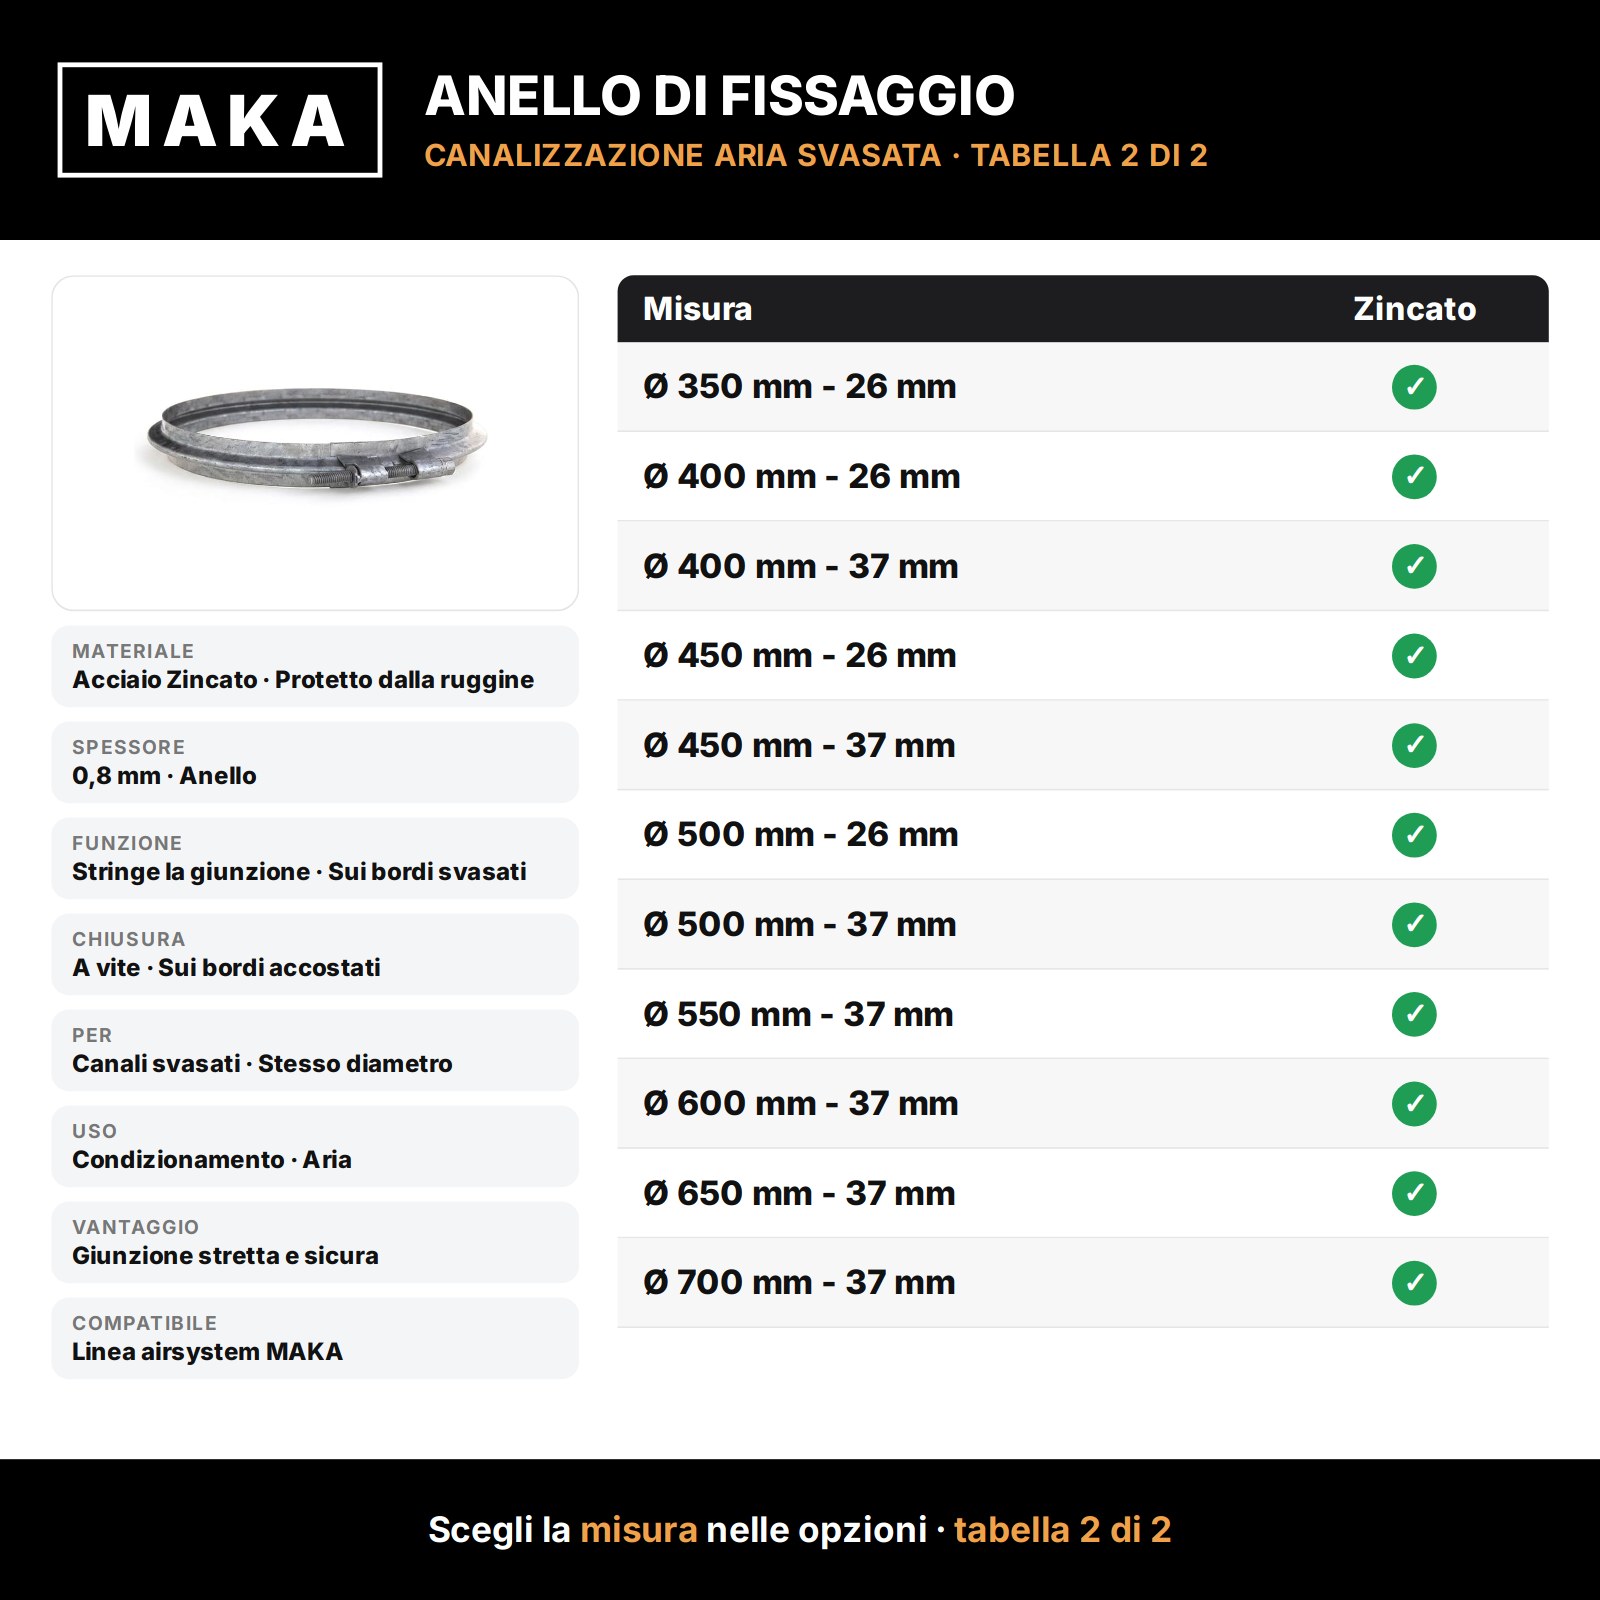 MAKA
ANELLO DI FISSAGGIO
CANALIZZAZIONE ARIA SVASATA · TABELLA 2 DI 2
MATERIALE
Acciaio Zincato · Protetto dalla ruggine
SPESSORE
0,8 mm · Anello
FUNZIONE
Stringe la giunzione · Sui bordi svasati
CHIUSURA
A vite · Sui bordi accostati
PER
Canali svasati · Stesso diametro
USO
Condizionamento · Aria
VANTAGGIO
Giunzione stretta e sicura
COMPATIBILE
Linea airsystem MAKA
Misura Zincato
Ø 350 mm - 26 mm ✓
Ø 400 mm - 26 mm ✓
Ø 400 mm - 37 mm ✓
Ø 450 mm - 26 mm ✓
Ø 450 mm - 37 mm ✓
Ø 500 mm - 26 mm ✓
Ø 500 mm - 37 mm ✓
Ø 550 mm - 37 mm ✓
Ø 600 mm - 37 mm ✓
Ø 650 mm - 37 mm ✓
Ø 700 mm - 37 mm ✓
Scegli la misura nelle opzioni · tabella 2 di 2